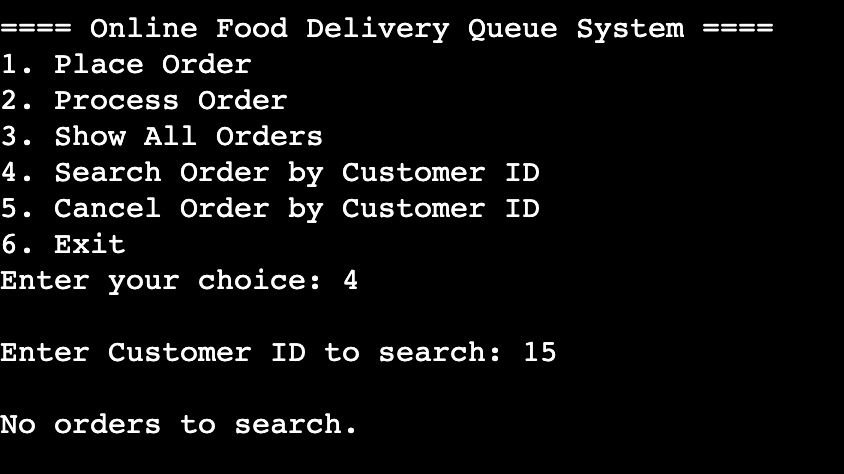 ==== Online Food Delivery Queue System ====
1. Place Order
2. Process Order
3. Show All Orders
4. Search Order by Customer ID
5. Cancel Order by Customer ID
6. Exit
Enter your choice: 4
Enter Customer ID to search: 15
No orders to search.